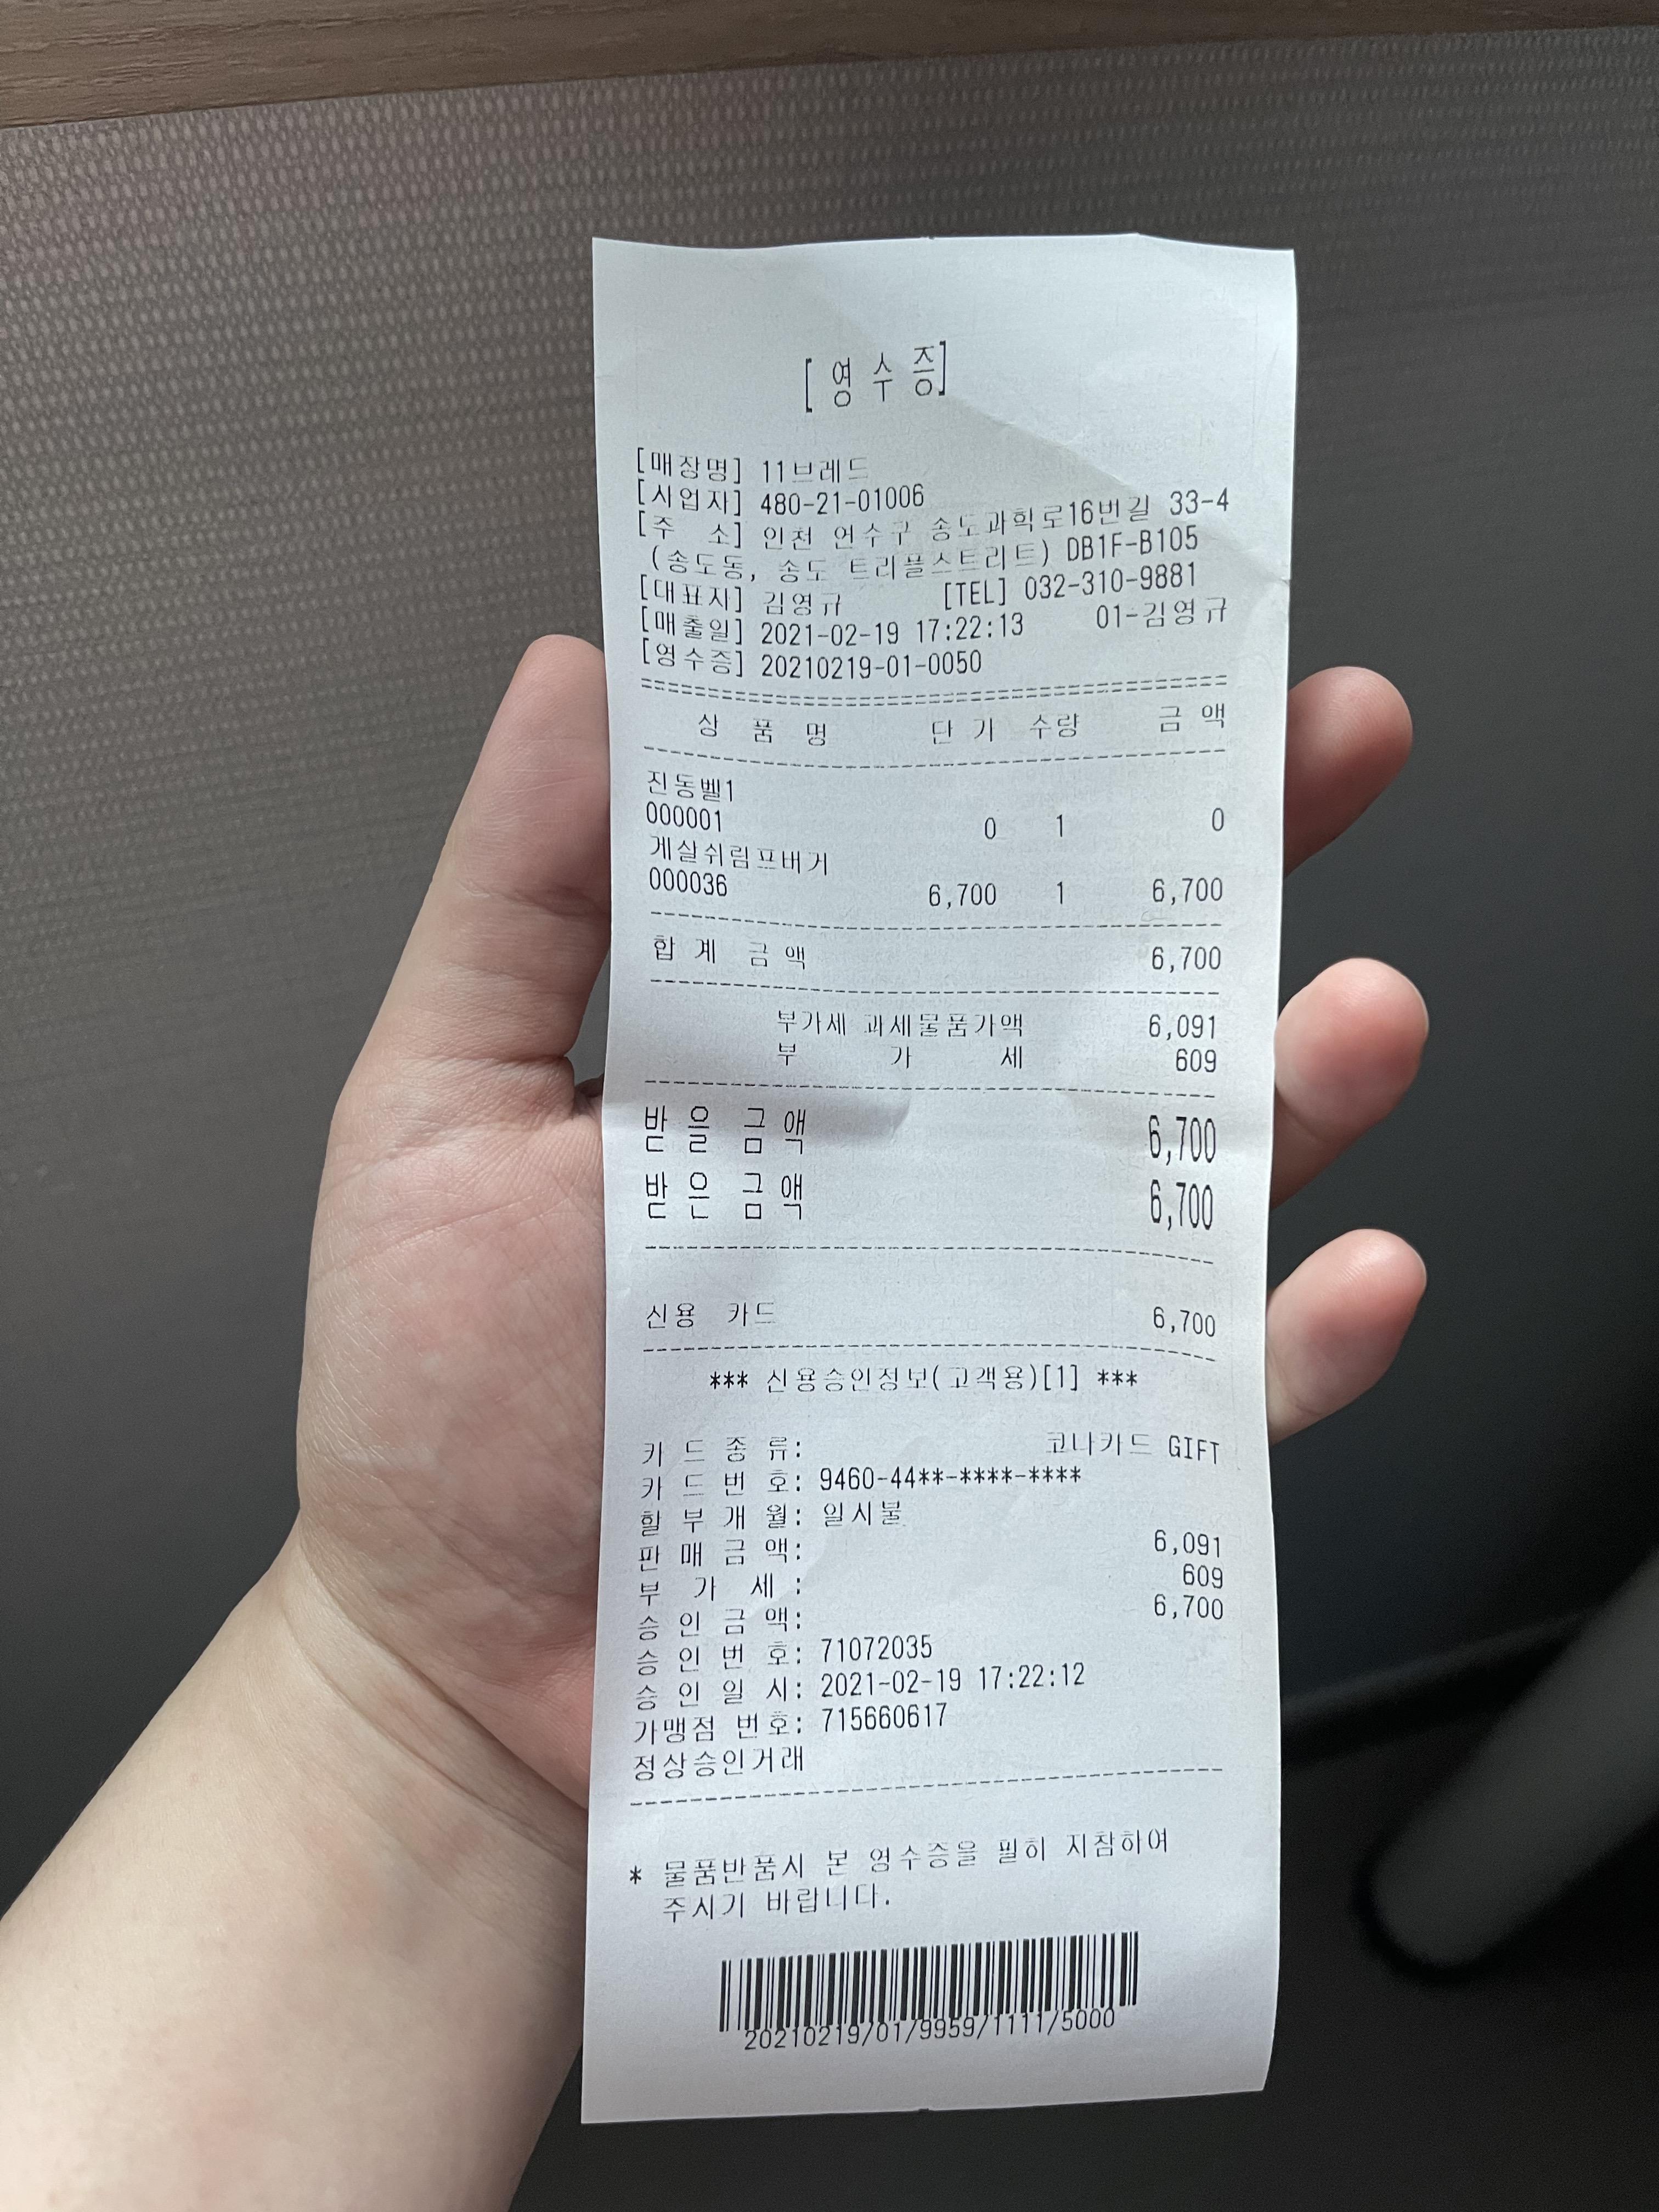 [ 영 수 증]
[매장명] 11브레드
[사업자] 480-21-01006
[주 소] 인천 연수구 송도과학로16번길 33-4
(송도동, 송도 트리플스트리트) DB1F-B105
[대표자] 김영규 [TEL] 032-310-9881
[매출일] 2021-02-19 17:22:13 01-김영규
[영수증] 20210219-01-0050
상 품 명 단 가 수량 금 액
진동벨1
000001 0 1 0
게살쉬림프버거
000036 6,700 1 6,700
합 계 금 액 6,700
부가세 과세물품가액 6,091
부 가 세 609
받 을 금 액 6,700
받 은 금 액 6,700
신용 카드 6,700
*** 신용승인정보(고객용)[1] ***
카 드 종 류: 코나카드 GIFT
카 드 번 호: 9460-44**-****-****
할 부 개 월: 일시불
판 매 금 액: 6,091
부 가 세 : 609
승 인 금 액: 6,700
승 인 번 호: 71072035
승 인 일 시: 2021-02-19 17:22:12
가맹점 번호: 715660617
정상승인거래
* 물품반품시 본 영수증을 필히 지참하여
주시기 바랍니다.
20210219/01/9959/1111/5000